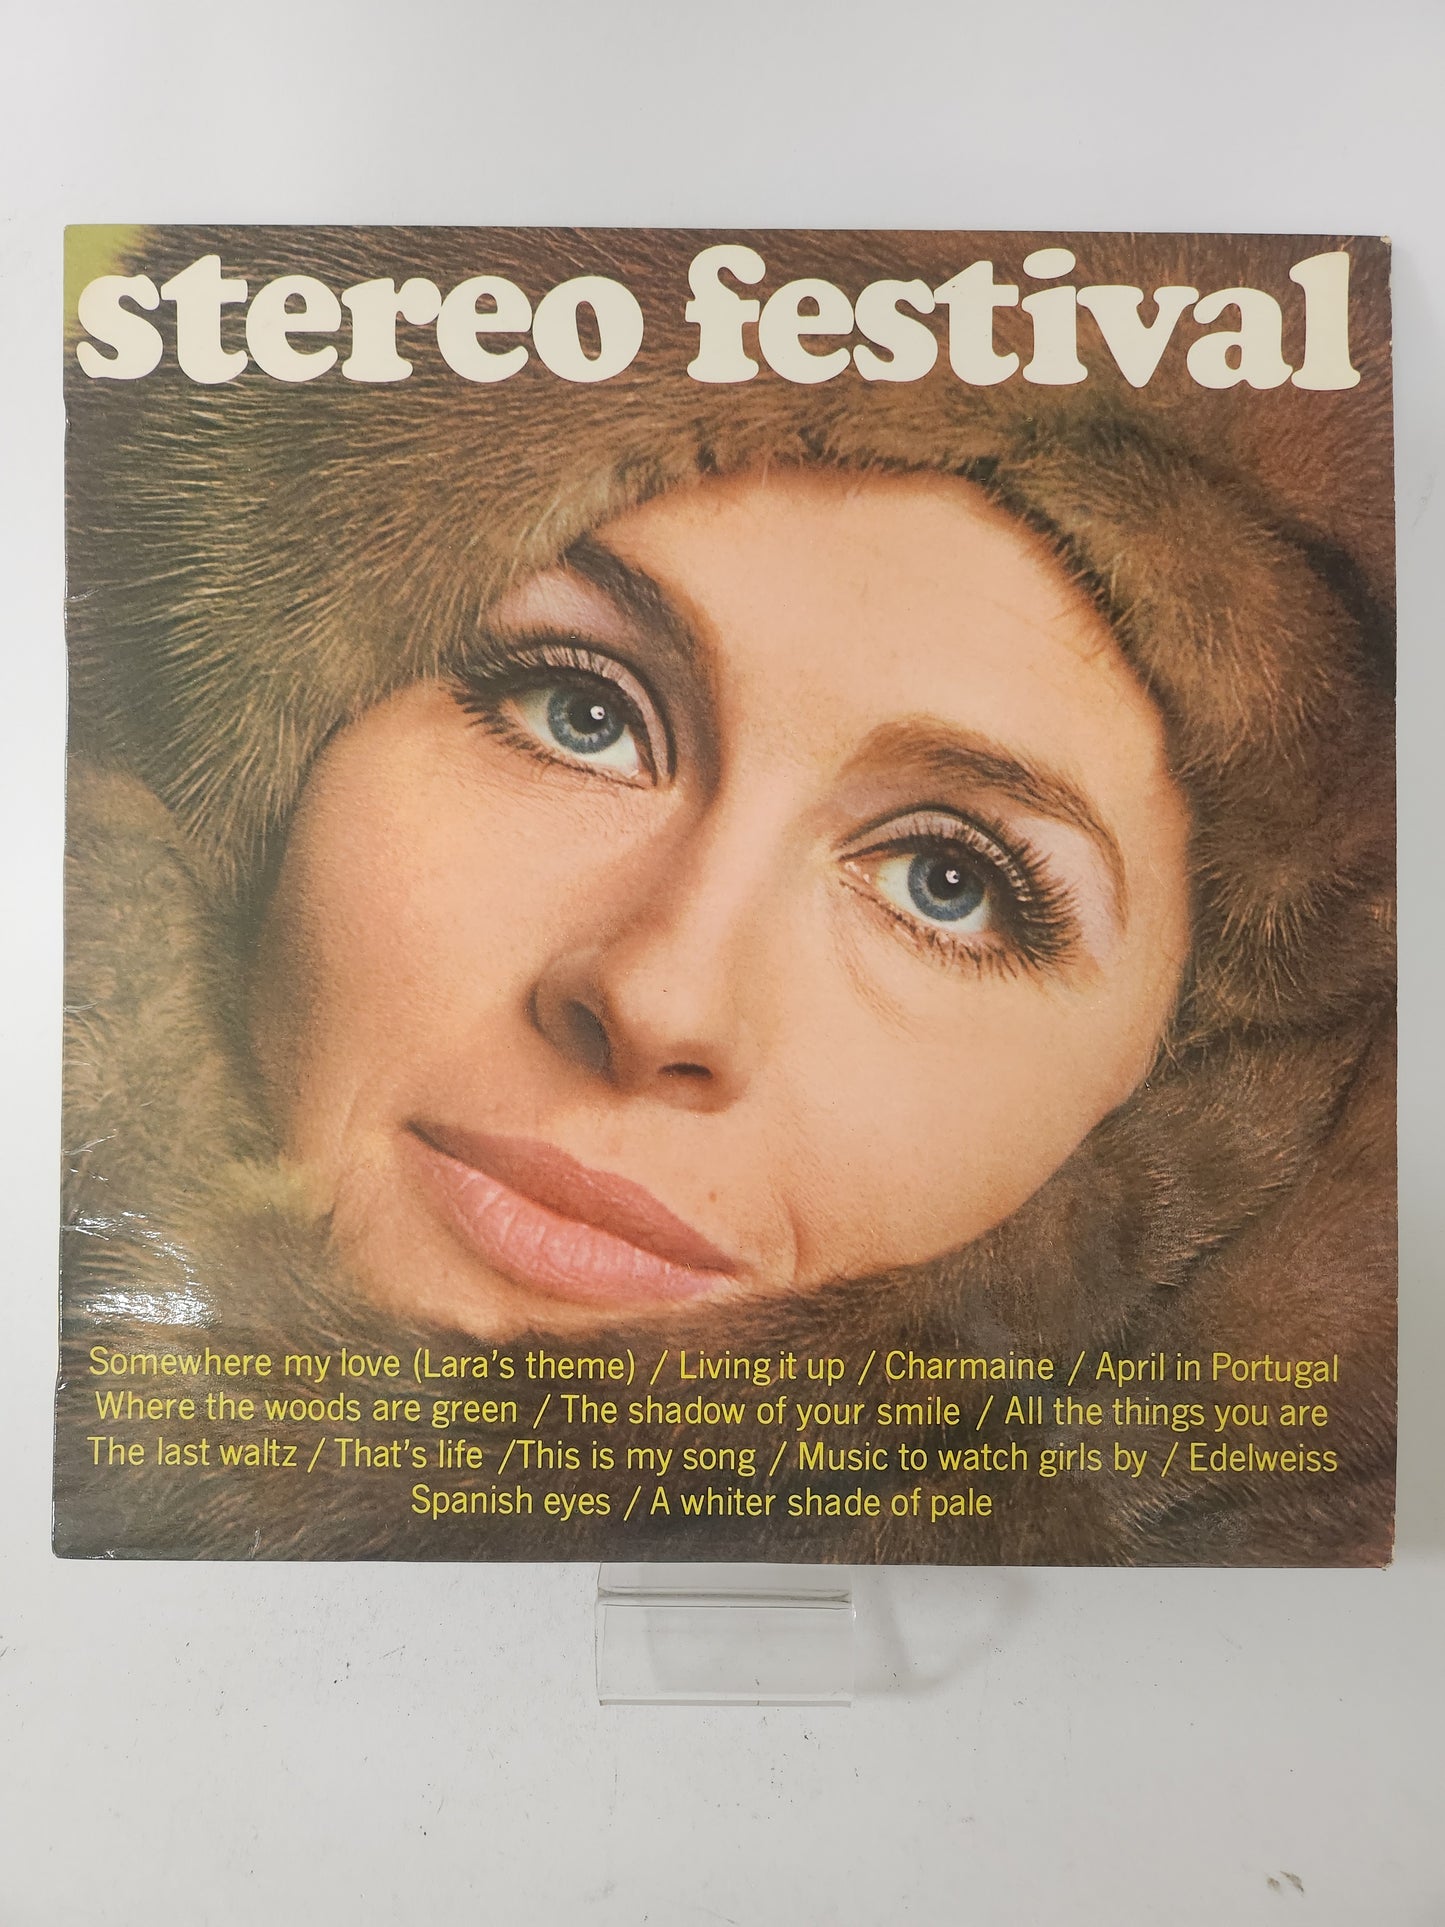 stereo festival
Somewhere my love (Lara's theme) / Living it up / Charmaine / April in Portugal
Where the woods are green / The shadow of your smile / All the things you are
The last waltz / That's life / This is my song / Music to watch girls by / Edelweiss
Spanish eyes / A whiter shade of pale